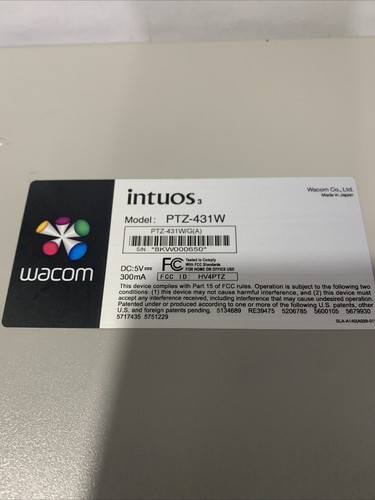 intuos3
Wacom Co., Ltd.
Made in Japan
Model: PTZ-431W
PTZ-431W/G(A)
S/N "8KW000650"
wacom
DC:5V⎓
300mA
FC Tested to Comply
With FCC Standards
FOR HOME OR OFFICE USE
FCC ID: HV4PTZ
This device complies with Part 15 of FCC rules. Operation is subject to the following two
conditions: (1) this device may not cause harmful interference, and (2) this device must
accept any interference received, including interference that may cause undesired operation.
Patented under or produced according to one or more of the following U.S. patents, other
U.S. and foreign patents pending. 5134689 RE39475 5206785 5600105 5679930
5717435 5751229